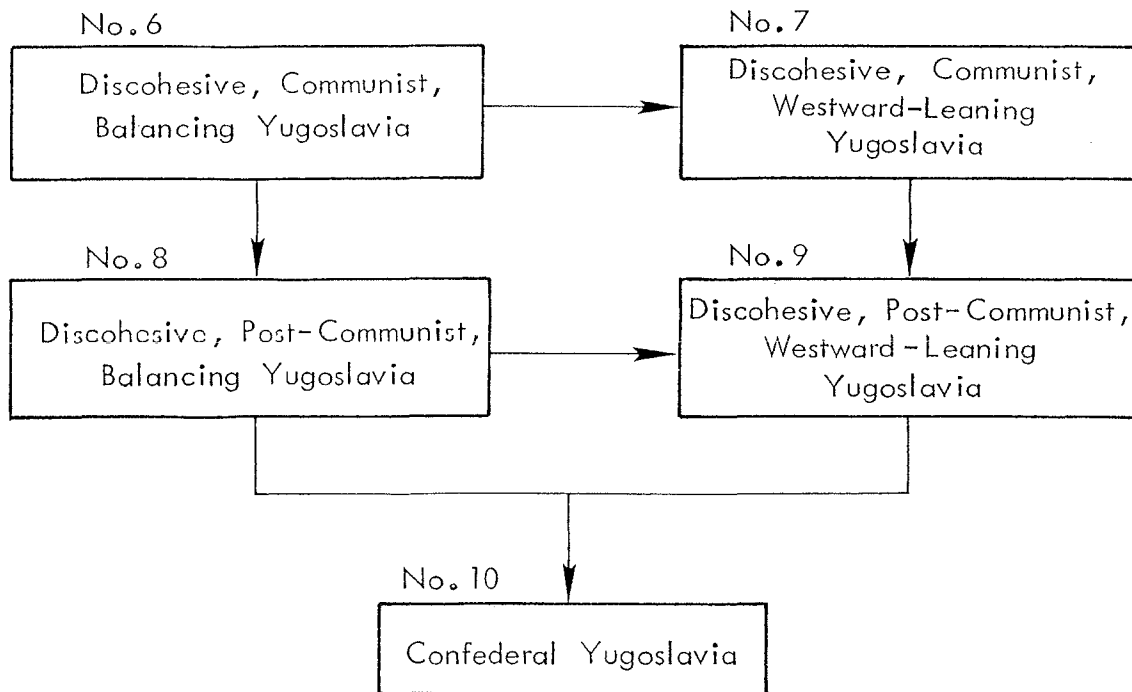 No. 6
Discohesive, Communist,
Balancing Yugoslavia
No. 7
Discohesive, Communist,
Westward-Leaning
Yugoslavia
No. 8
Discohesive, Post-Communist,
Balancing Yugoslavia
No. 9
Discohesive, Post-Communist,
Westward-Leaning
Yugoslavia
No. 10
Confederal Yugoslavia